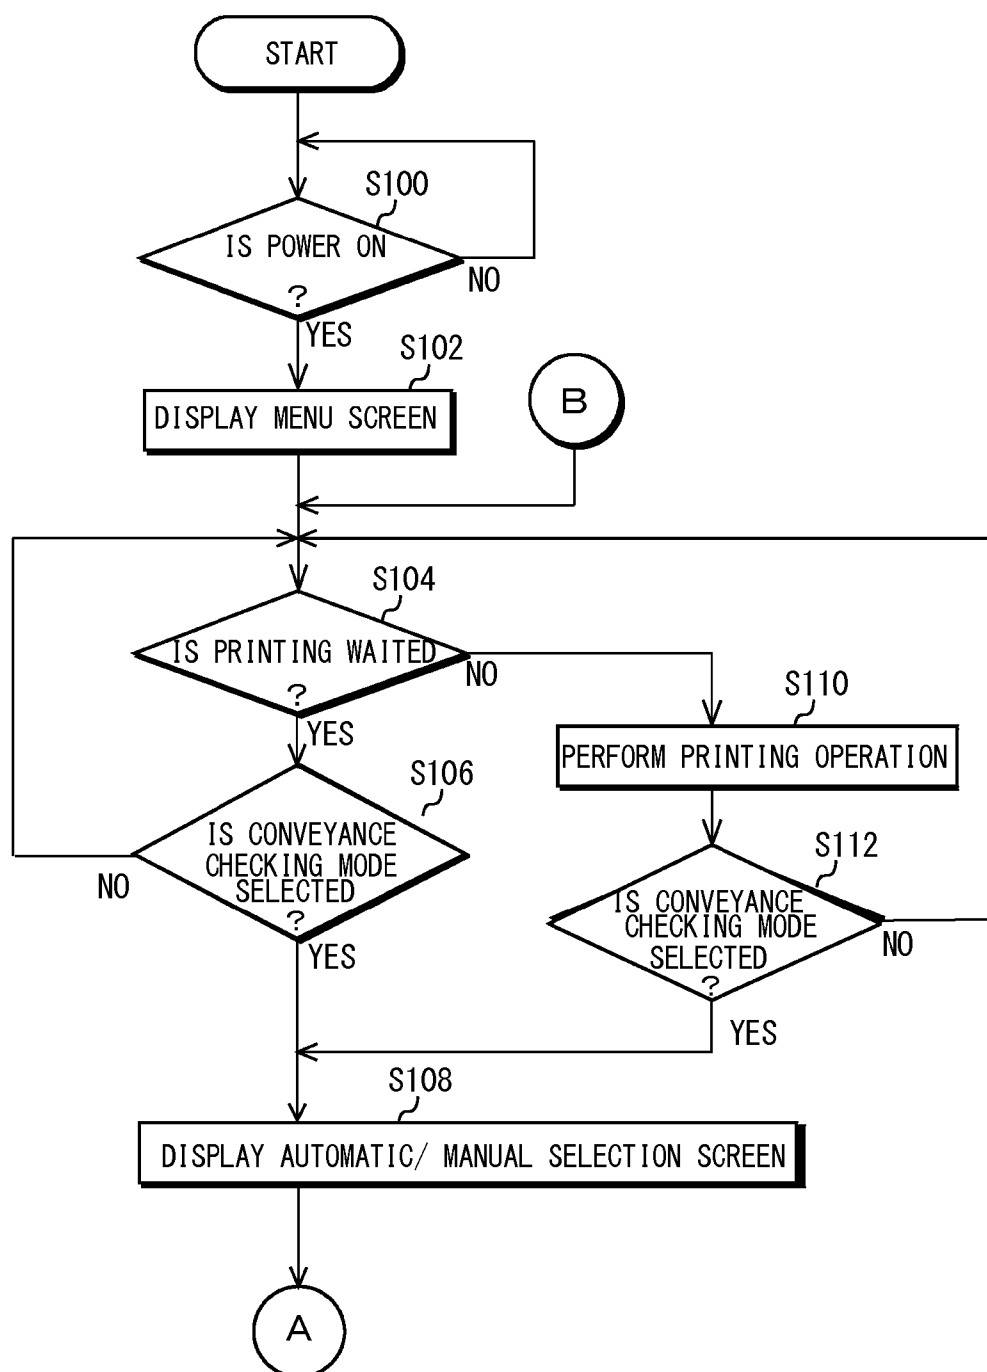 START
S100
IS POWER ON
?
NO
YES
S102
DISPLAY MENU SCREEN
B
S104
IS PRINTING WAITED
?
NO
YES
S110
PERFORM PRINTING OPERATION
S106
IS CONVEYANCE
CHECKING MODE
SELECTED
?
NO
YES
S112
IS CONVEYANCE
CHECKING MODE
SELECTED
?
NO
YES
S108
DISPLAY AUTOMATIC/ MANUAL SELECTION SCREEN
A